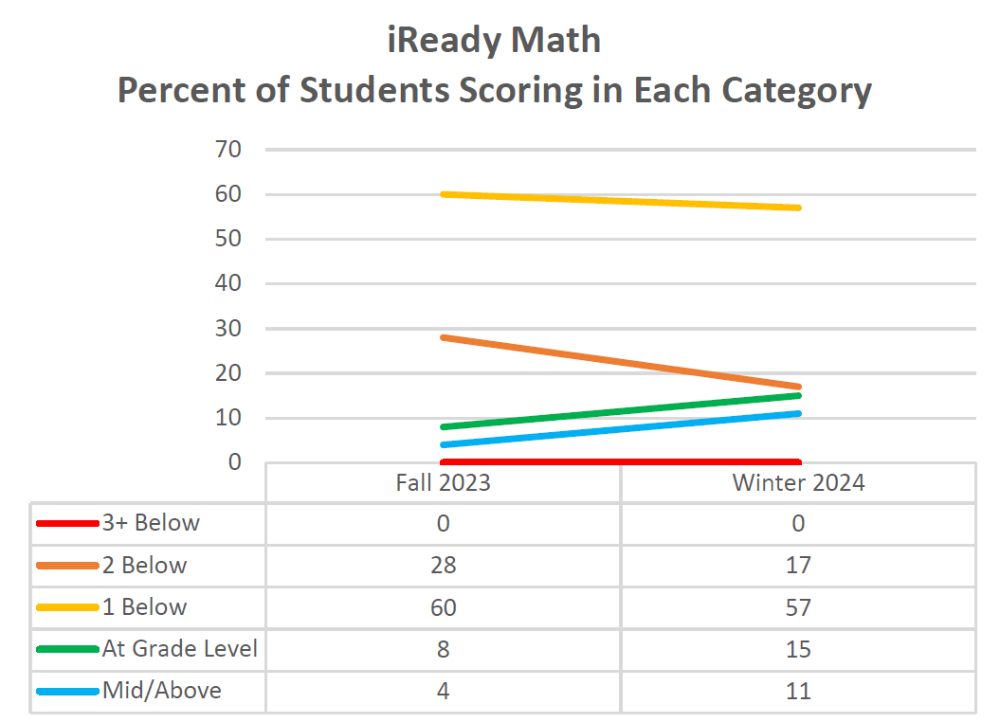 iReady Math
Percent of Students Scoring in Each Category
70
60
50
40
30
20
10
0
Fall 2023 Winter 2024
3+ Below 0 0
2 Below 28 17
1 Below 60 57
At Grade Level 8 15
Mid/Above 4 11